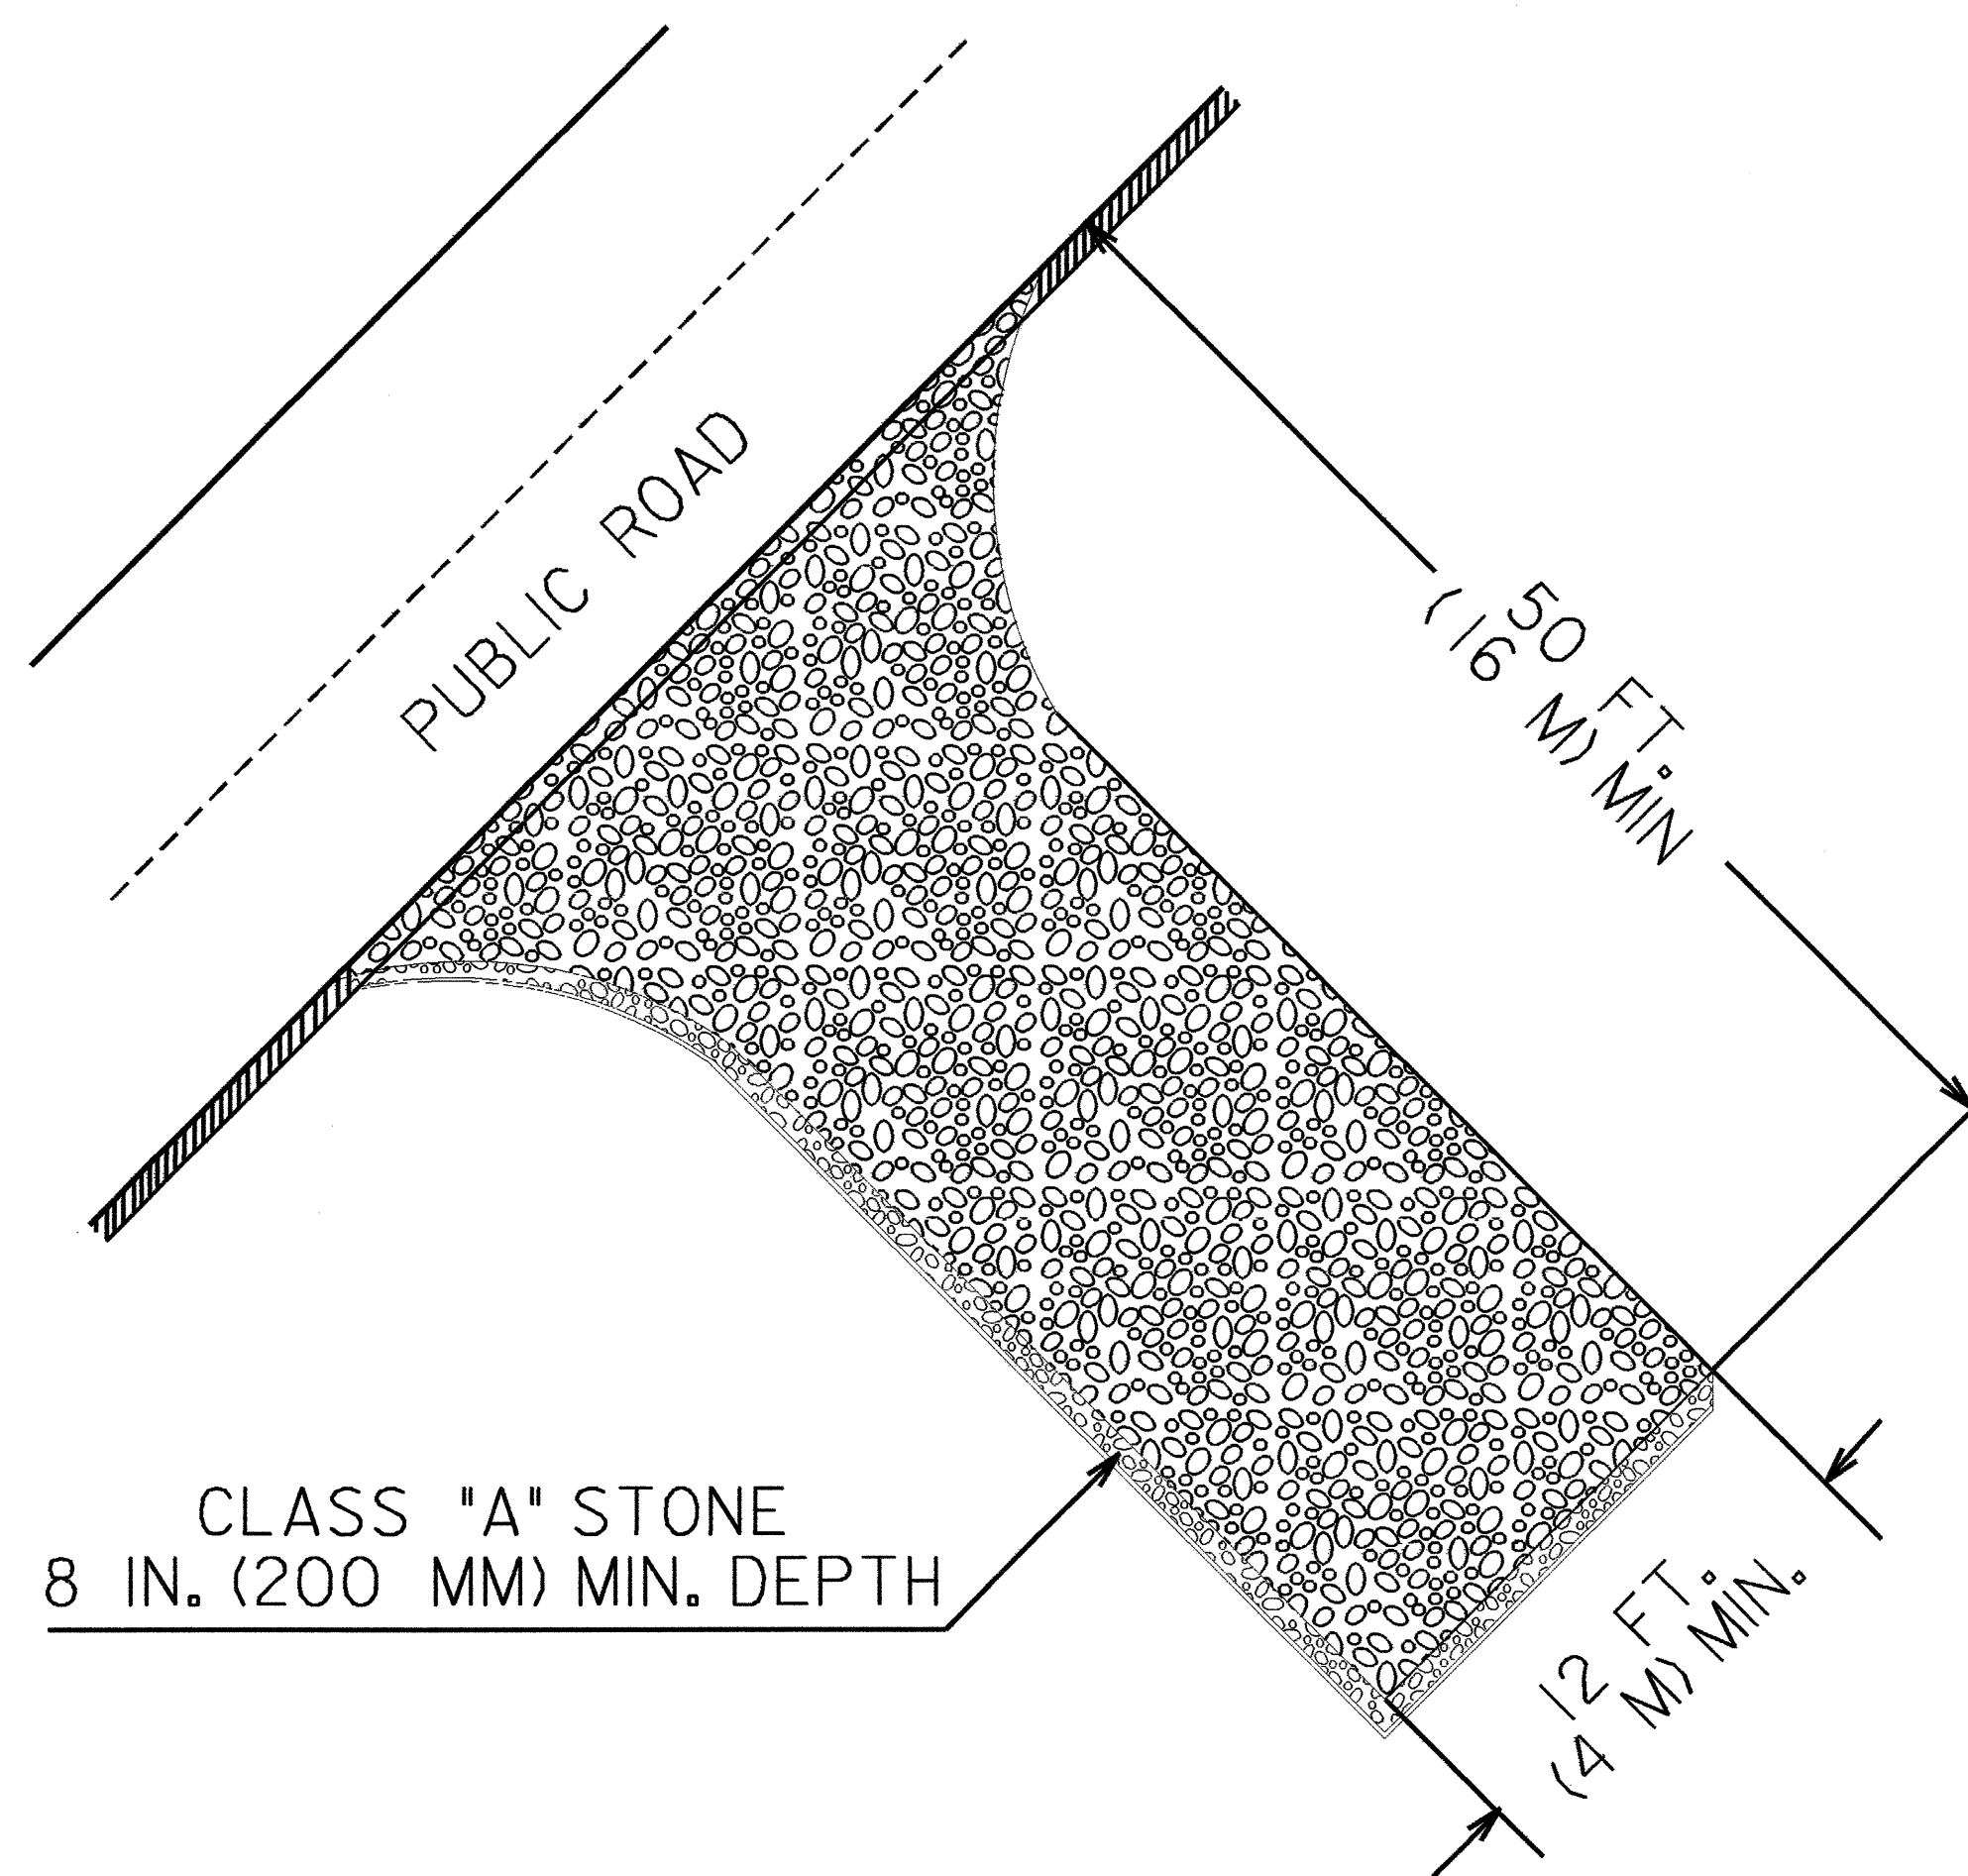 PUBLIC ROAD
50 FT.
(16 M) MIN
CLASS "A" STONE
8 IN. (200 MM) MIN. DEPTH
12 FT.
(4 M) MIN.